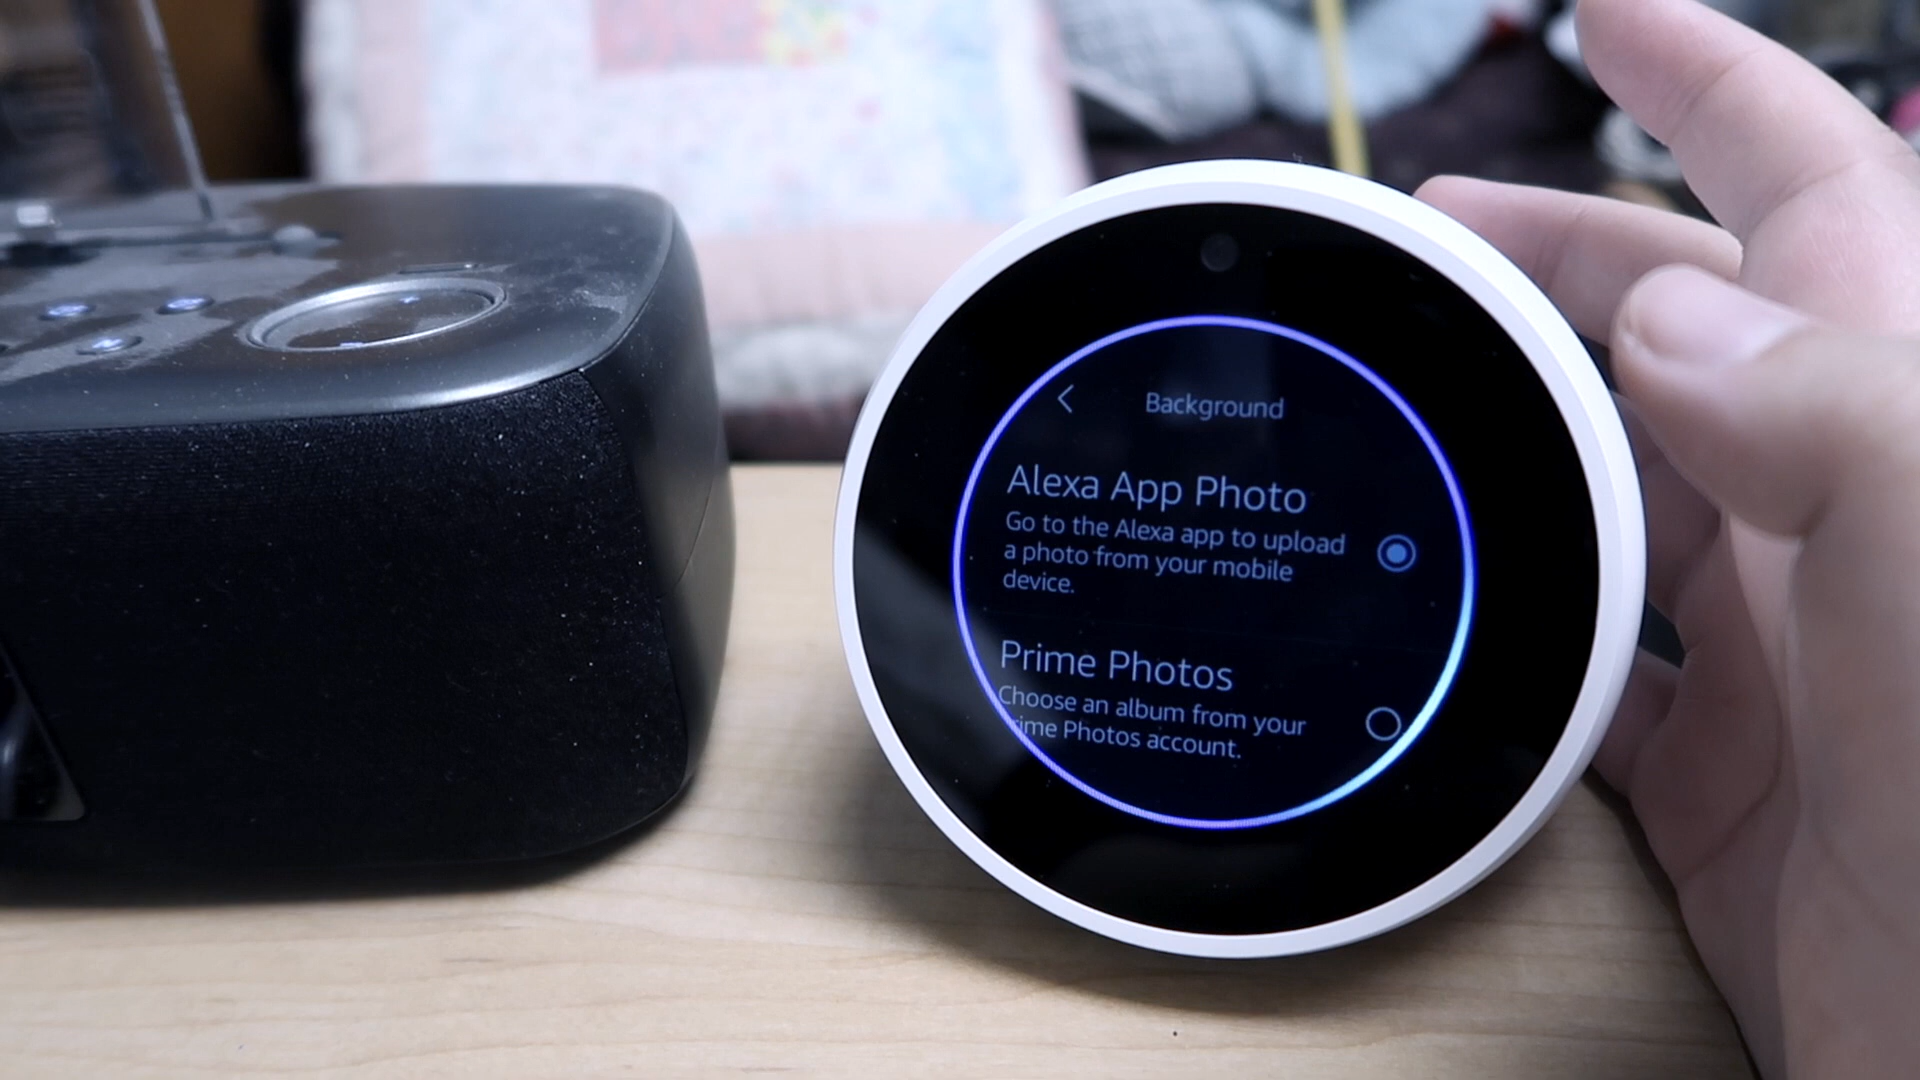 Background
Alexa App Photo
Go to the Alexa app to upload
a photo from your mobile
device.
Prime Photos
Choose an album from your
rime Photos account.